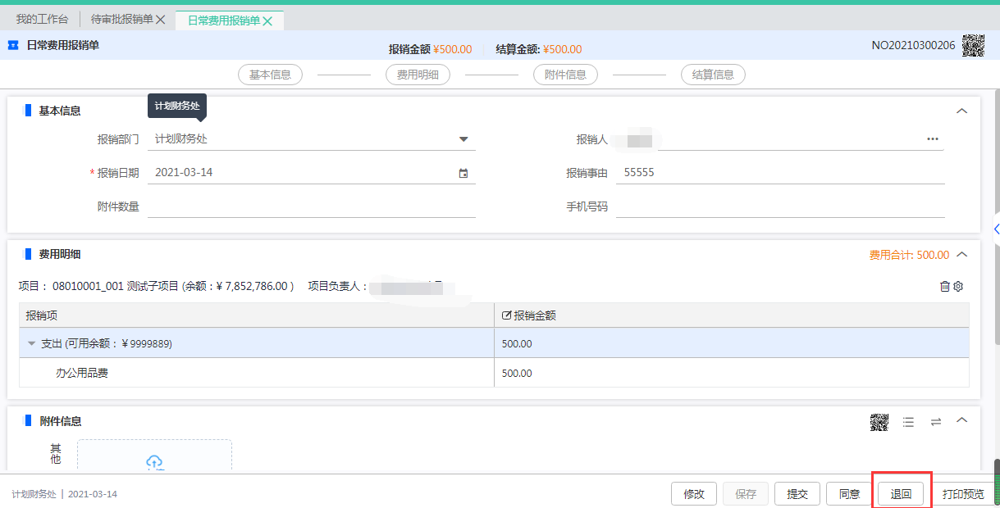 我的工作台 待审批报销单 日常费用报销单
日常费用报销单 报销金额 ¥500.00 结算金额: ¥500.00 NO20210300206
基本信息 费用明细 附件信息 结算信息
计划财务处
基本信息
报销部门 计划财务处 报销人
* 报销日期 2021-03-14 报销事由 55555
附件数量 手机号码
费用明细 费用合计: 500.00
项目： 08010001_001 测试子项目 (余额：¥ 7,852,786.00 ) 项目负责人：
报销项 报销金额
支出 (可用余额： ¥ 9999889) 500.00
办公用品费 500.00
附件信息
其他
计划财务处 | 2021-03-14 修改 保存 提交 同意 退回 打印预览